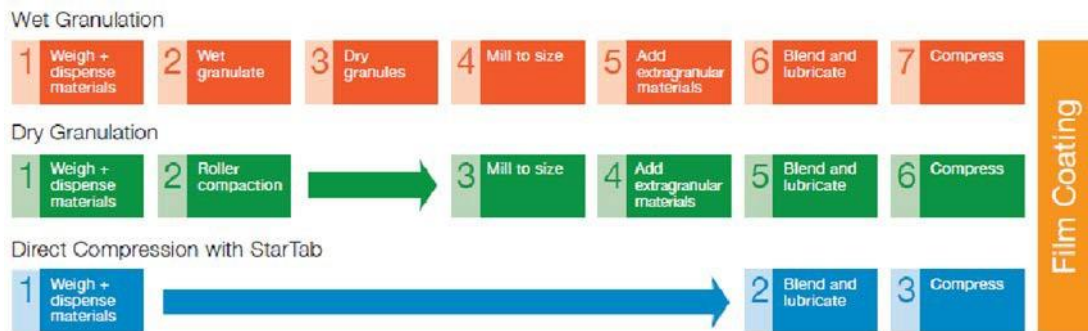 Wet Granulation
1 Weigh +
dispense
materials
2 Wet
granulate
3 Dry
granules
4 Mill to size
5 Add
extragranular
materials
6 Blend and
lubricate
7 Compress
Dry Granulation
1 Weigh +
dispense
materials
2 Roller
compaction
3 Mill to size
4 Add
extragranular
materials
5 Blend and
lubricate
6 Compress
Direct Compression with StarTab
1 Weigh +
dispense
materials
2 Blend and
lubricate
3 Compress
Film Coating